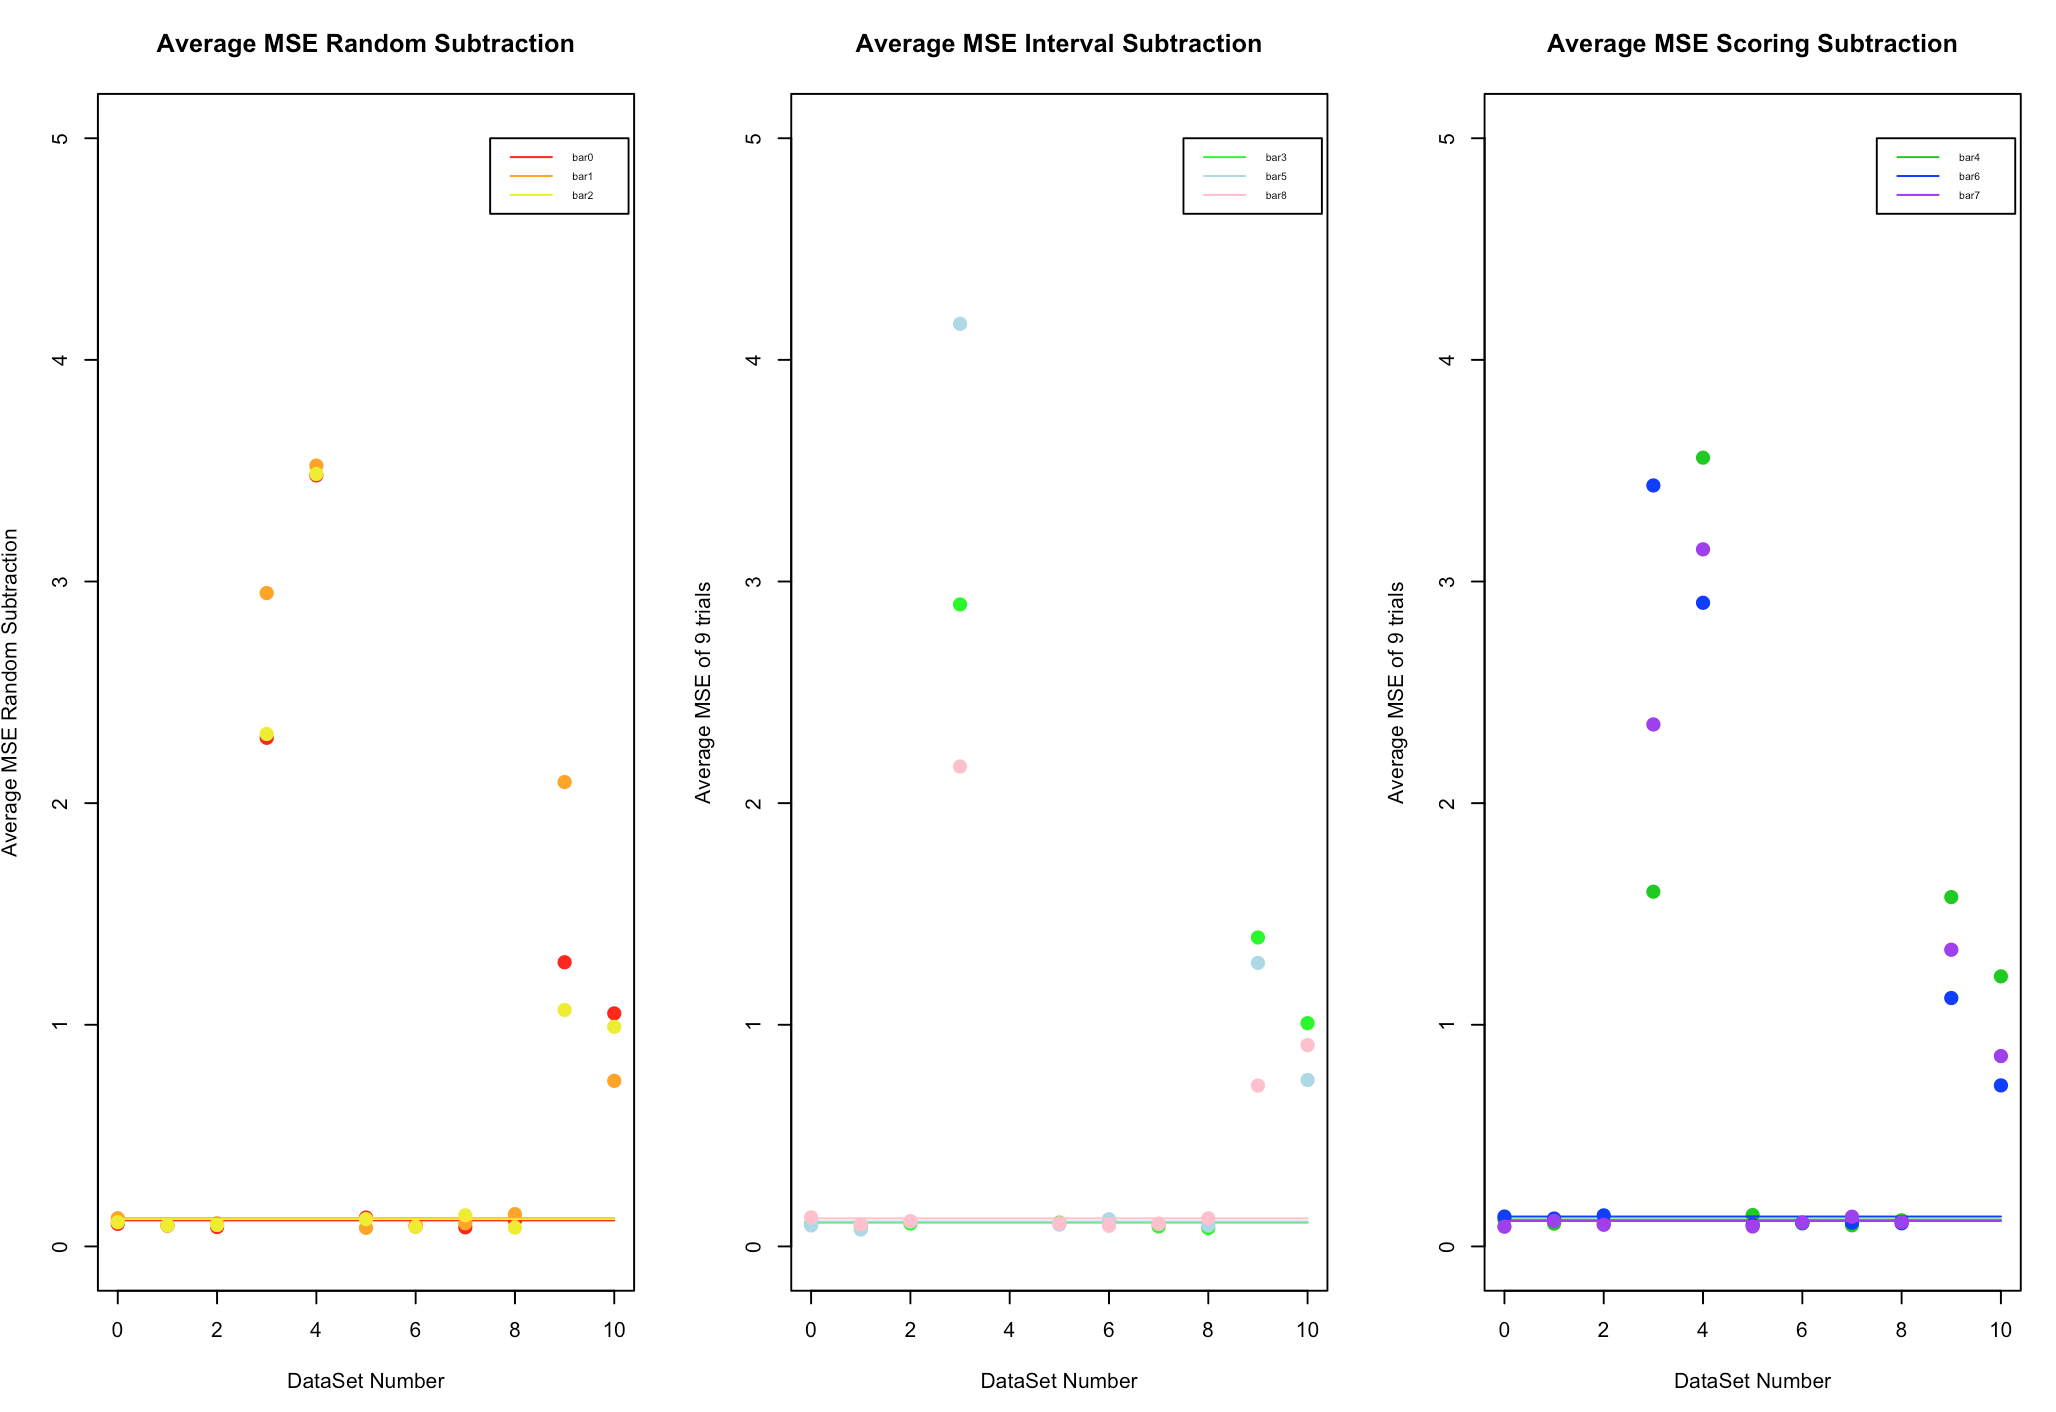 Average MSE Random Subtraction
Average MSE Random Subtraction
5
4
3
2
1
0
bar0
bar1
bar2
0 2 4 6 8 10
DataSet Number
Average MSE Interval Subtraction
Average MSE of 9 trials
5
4
3
2
1
0
bar3
bar5
bar8
0 2 4 6 8 10
DataSet Number
Average MSE Scoring Subtraction
Average MSE of 9 trials
5
4
3
2
1
0
bar4
bar6
bar7
0 2 4 6 8 10
DataSet Number